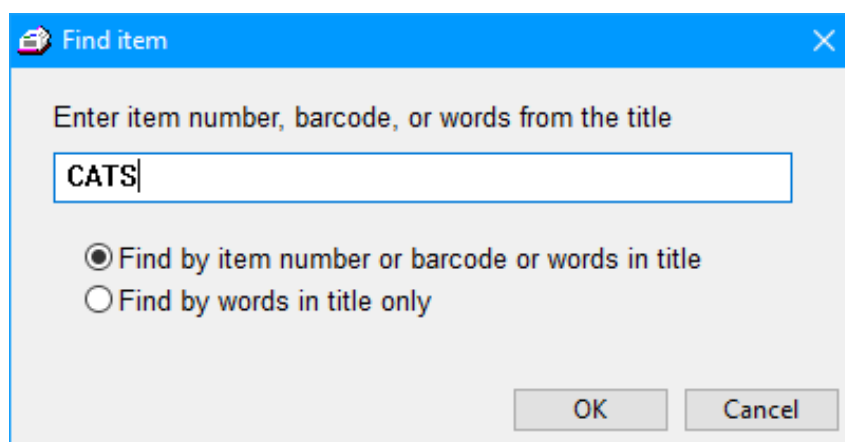 Find item
Enter item number, barcode, or words from the title
CATS
Find by item number or barcode or words in title
Find by words in title only
OK Cancel